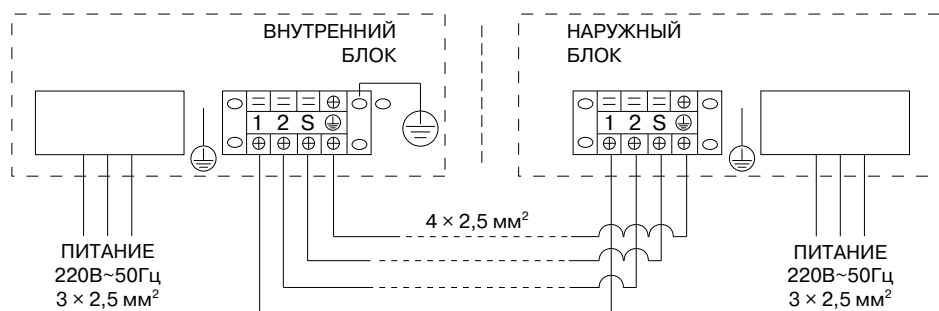 ВНУТРЕННИЙ
БЛОК
НАРУЖНЫЙ
БЛОК
1 2 S
1 2 S
4 × 2,5 мм²
ПИТАНИЕ
220В~50Гц
3 × 2,5 мм²
ПИТАНИЕ
220В~50Гц
3 × 2,5 мм²